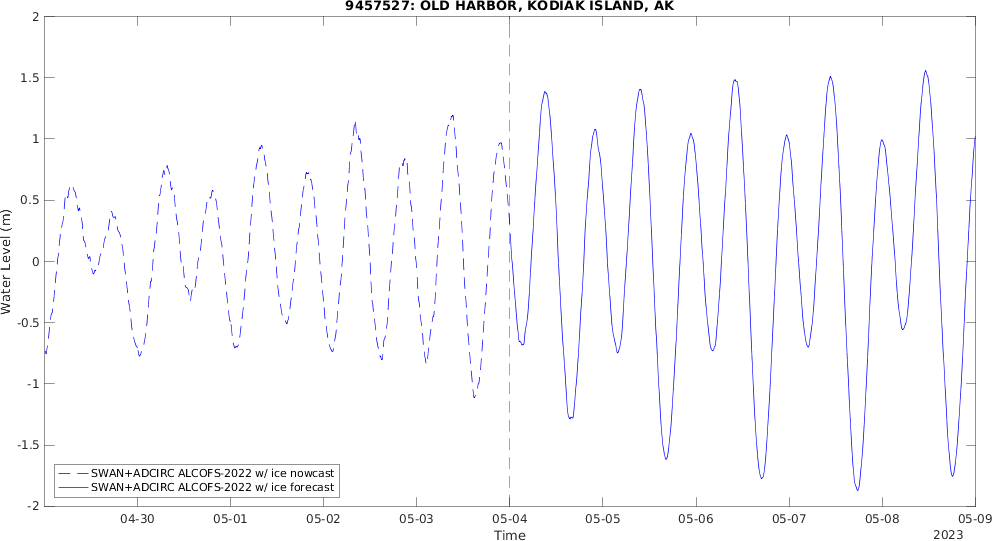 9457527: OLD HARBOR, KODIAK ISLAND, AK
2
1.5
1
0.5
0
-0.5
-1
-1.5
-2
Water Level (m)
SWAN+ADCIRC ALCOFS-2022 w/ ice nowcast
SWAN+ADCIRC ALCOFS-2022 w/ ice forecast
04-30 05-01 05-02 05-03 05-04 05-05 05-06 05-07 05-08 05-09
Time
2023